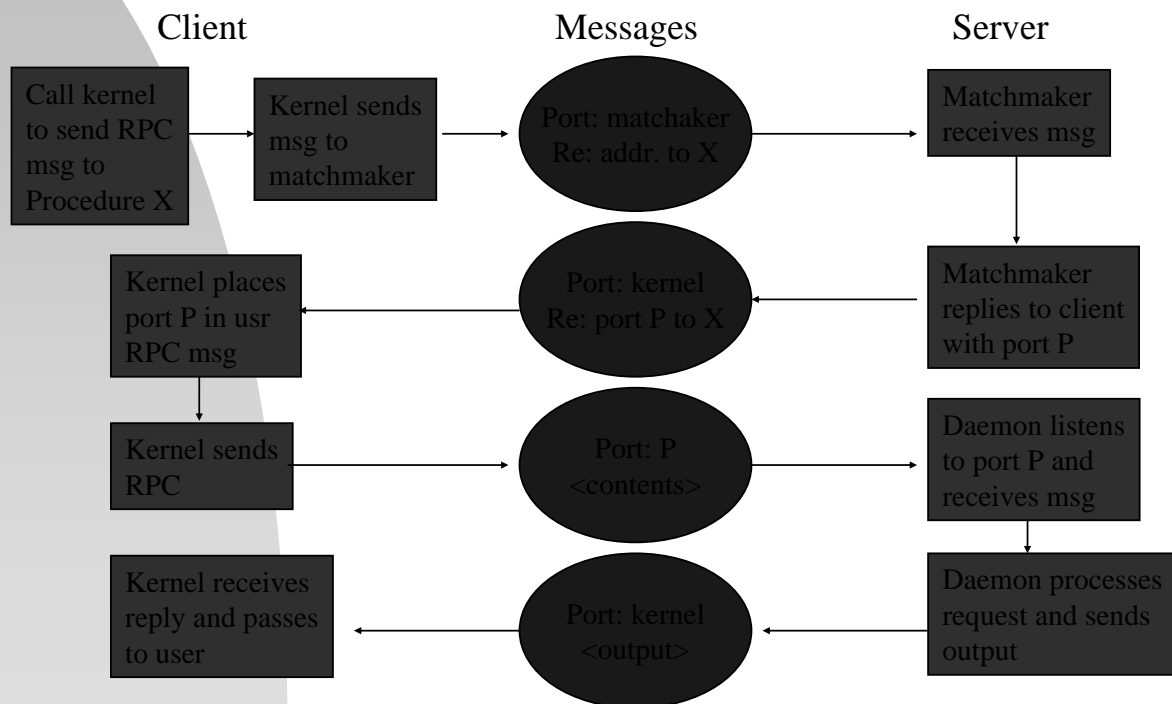 Client
Messages
Server
Call kernel
to send RPC
msg to
Procedure X
Kernel sends
msg to
matchmaker
Port: matchaker
Re: addr. to X
Matchmaker
receives msg
Kernel places
port P in usr
RPC msg
Port: kernel
Re: port P to X
Matchmaker
replies to client
with port P
Kernel sends
RPC
Port: P
<contents>
Daemon listens
to port P and
receives msg
Kernel receives
reply and passes
to user
Port: kernel
<output>
Daemon processes
request and sends
output